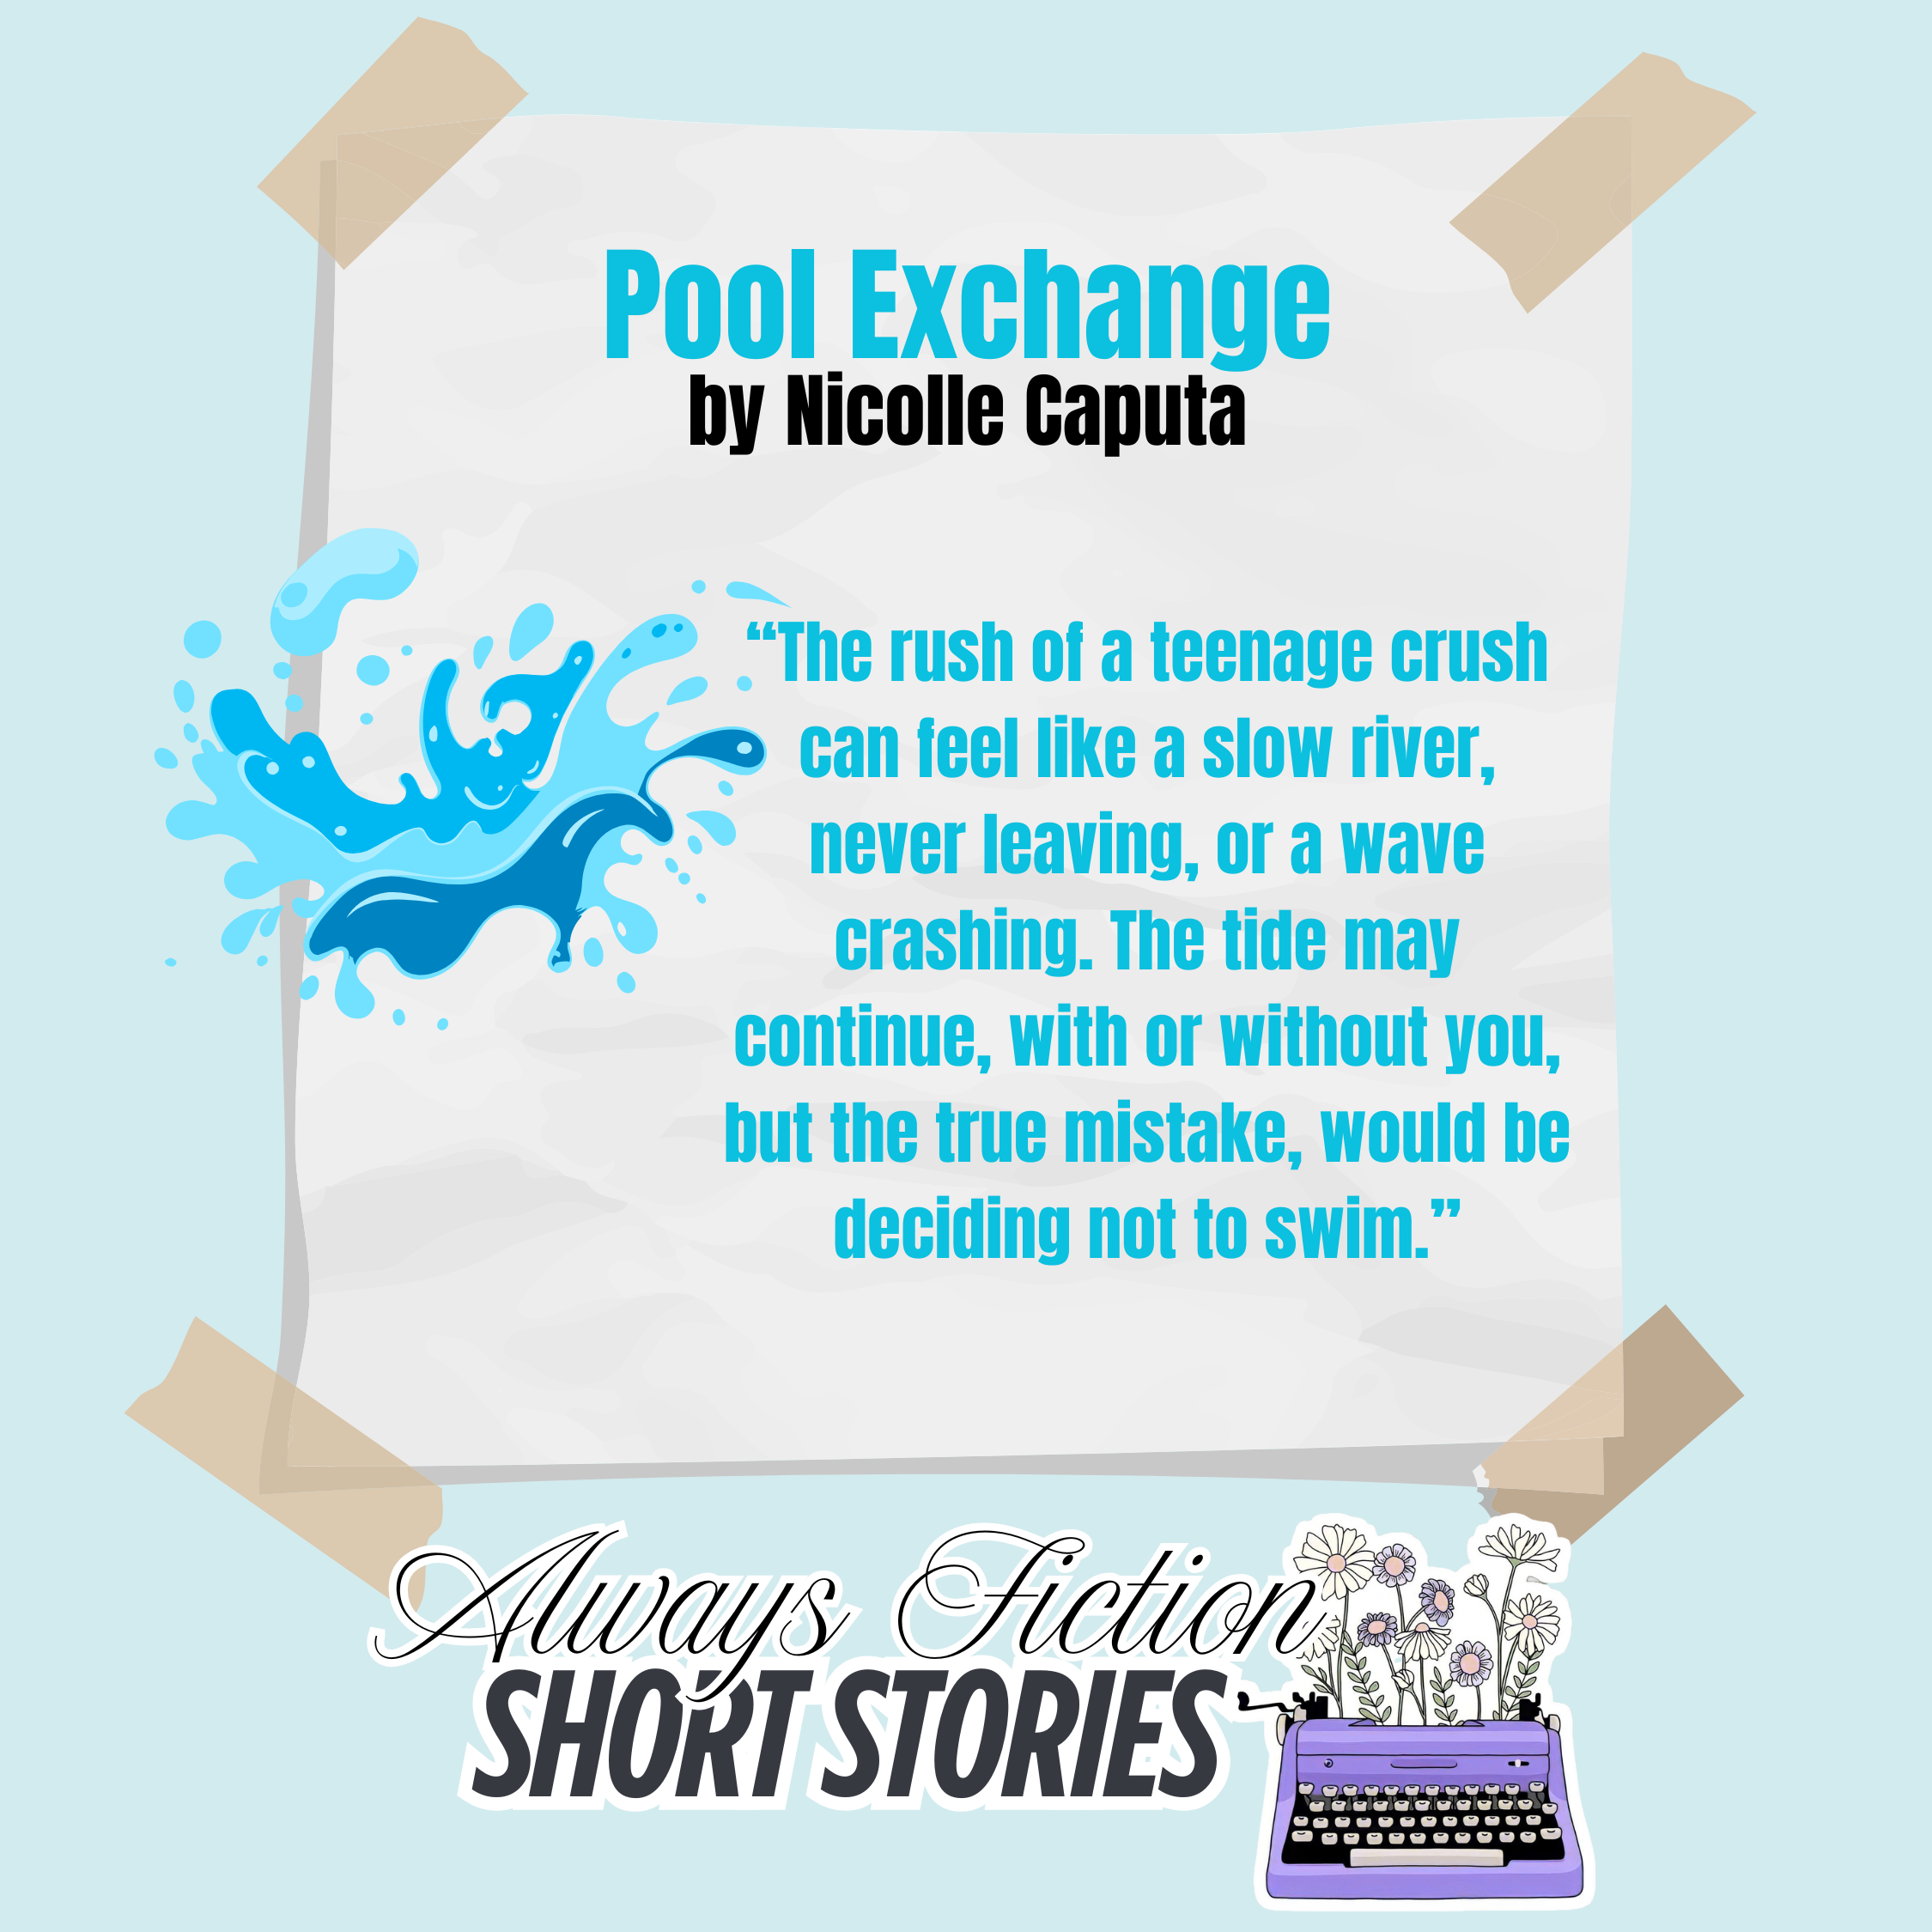 Pool Exchange
by Nicolle Caputa
“The rush of a teenage crush
can feel like a slow river,
never leaving, or a wave
crashing. The tide may
continue, with or without you,
but the true mistake, would be
deciding not to swim.”
Always Fiction
SHORT STORIES